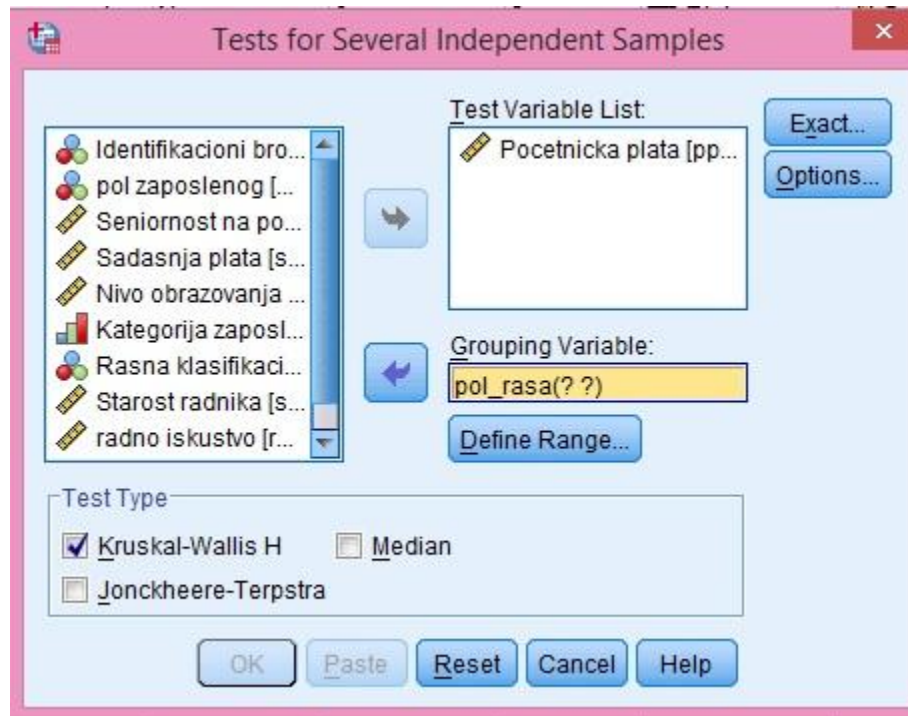 Tests for Several Independent Samples
Identifikacioni bro...
pol zaposlenog [...
Seniornost na po...
Sadasnja plata [s...
Nivo obrazovanja ...
Kategorija zaposl...
Rasna klasifikaci...
Starost radnika [s...
radno iskustvo [r...
Test Variable List:
Pocetnicka plata [pp...
Exact...
Options...
Grouping Variable:
pol_rasa(? ?)
Define Range...
Test Type
Kruskal-Wallis H Median
Jonckheere-Terpstra
OK Paste Reset Cancel Help